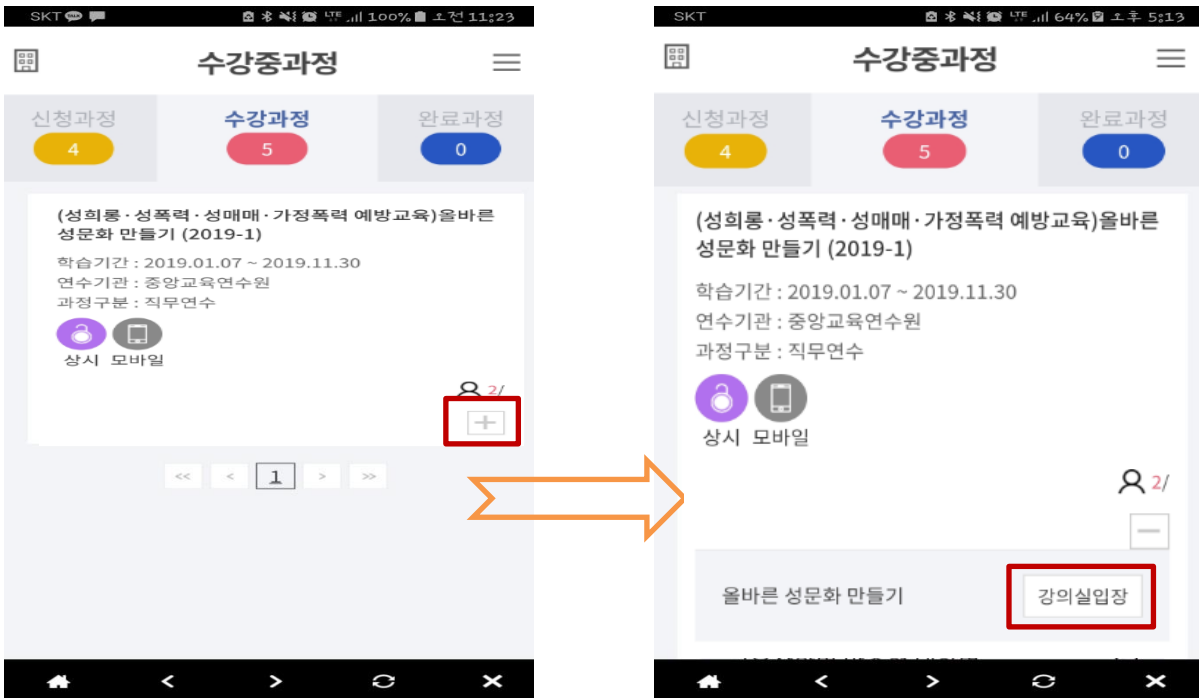 SKT 100% 오전 11:23
수강중과정
신청과정 수강과정 완료과정
4 5 0
(성희롱·성폭력·성매매·가정폭력 예방교육)올바른
성문화 만들기 (2019-1)
학습기간 : 2019.01.07 ~ 2019.11.30
연수기관 : 중앙교육연수원
과정구분 : 직무연수
상시 모바일
2/
<< < 1 > >>
SKT LTE 64% 오후 5:13
수강중과정
신청과정 수강과정 완료과정
4 5 0
(성희롱·성폭력·성매매·가정폭력 예방교육)올바른
성문화 만들기 (2019-1)
학습기간 : 2019.01.07 ~ 2019.11.30
연수기관 : 중앙교육연수원
과정구분 : 직무연수
상시 모바일
2/
올바른 성문화 만들기 강의실입장